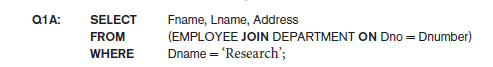 Q1A: SELECT Fname, Lname, Address
FROM (EMPLOYEE JOIN DEPARTMENT ON Dno = Dnumber)
WHERE Dname = ‘Research’;